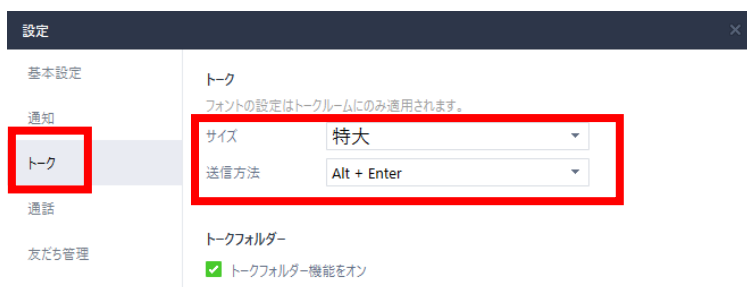 設定
基本設定
通知
トーク
通話
友だち管理
トーク
フォントの設定はトークルームにのみ適用されます。
サイズ 特大
送信方法 Alt + Enter
トークフォルダー
トークフォルダー機能をオン